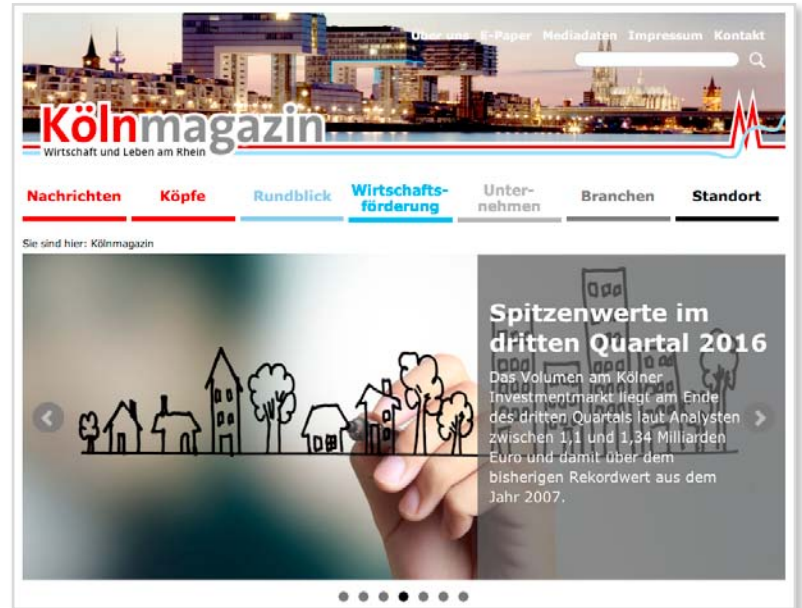 Über uns E-Paper Mediadaten Impressum Kontakt
Kölnmagazin
Wirtschaft und Leben am Rhein
Nachrichten
Köpfe
Rundblick
Wirtschafts-
förderung
Unter-
nehmen
Branchen
Standort
Sie sind hier: Kölnmagazin
Spitzenwerte im
dritten Quartal 2016
Das Volumen am Kölner
Investmentmarkt liegt am Ende
des dritten Quartals laut Analysten
zwischen 1,1 und 1,34 Milliarden
Euro und damit über dem
bisherigen Rekordwert aus dem
Jahr 2007.